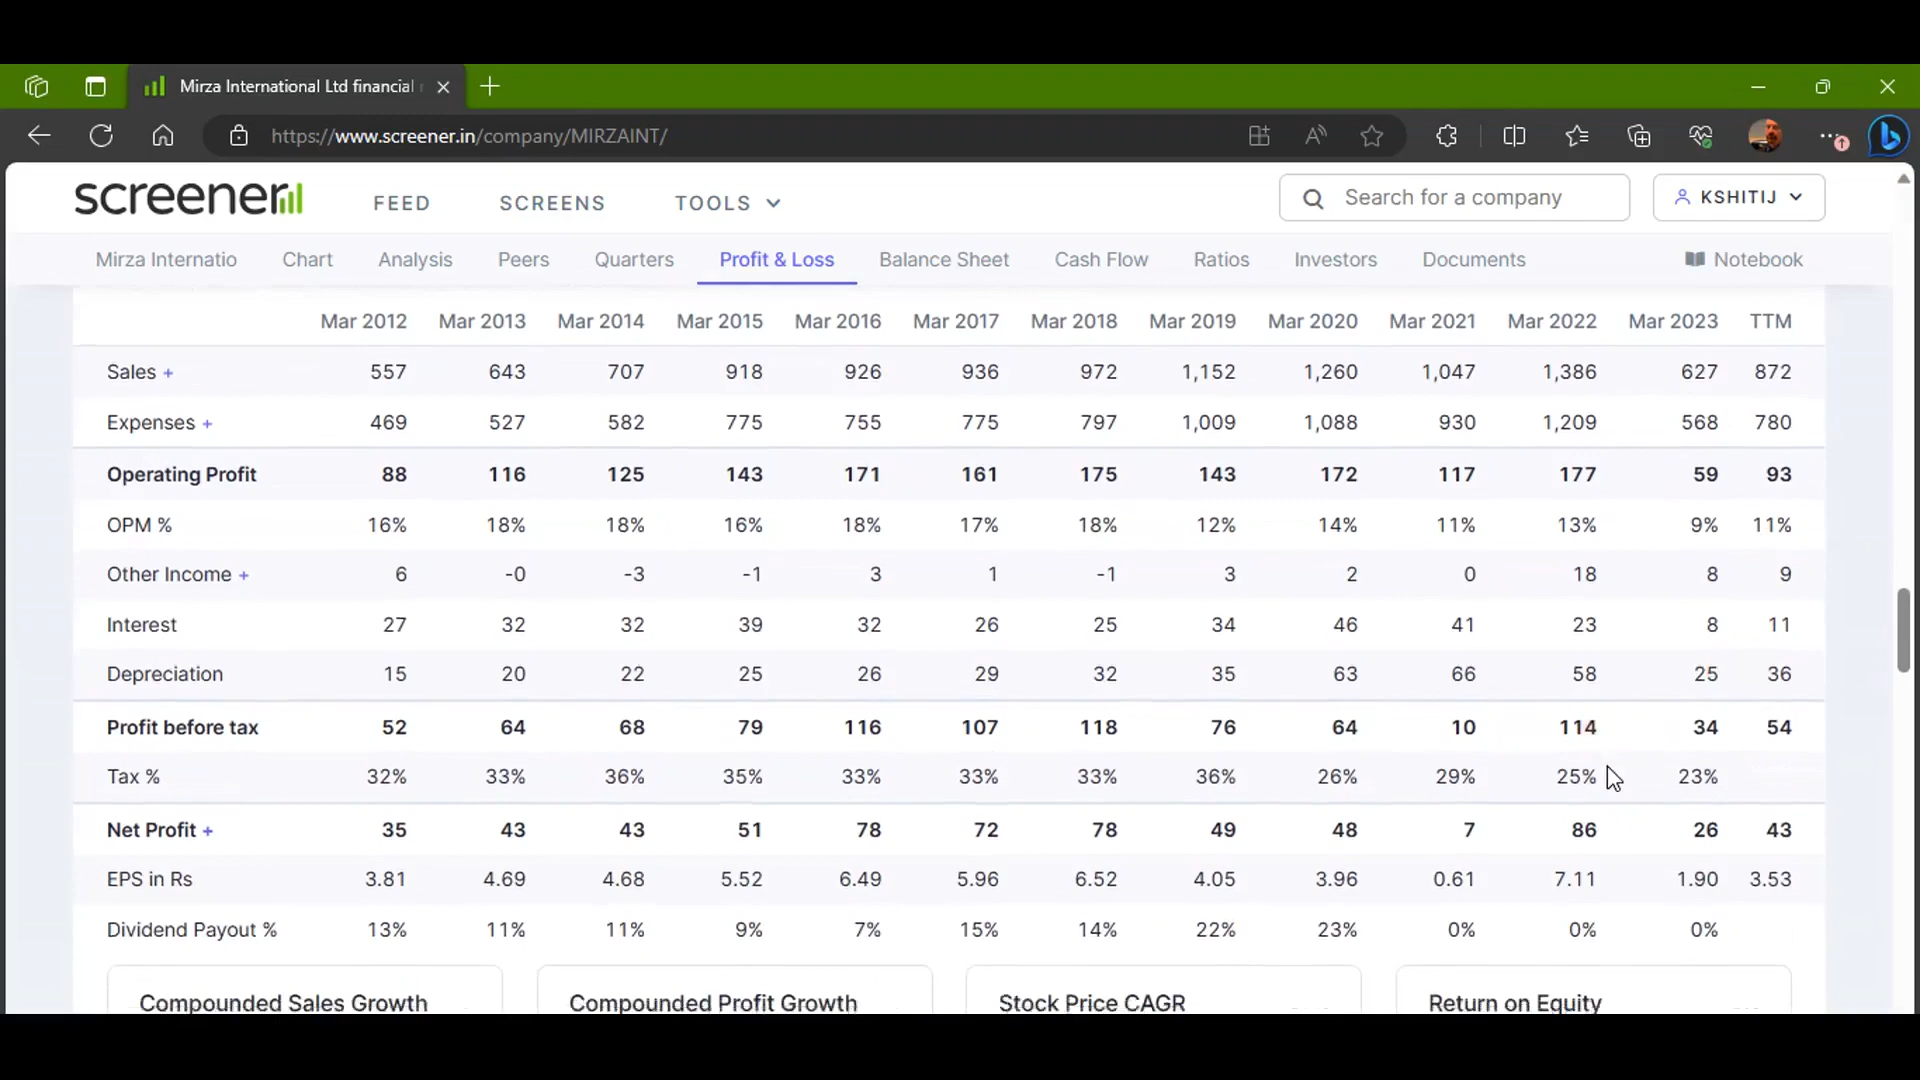 Mirza International Ltd financial
https://www.screener.in/company/MIRZAINT/
screener FEED SCREENS TOOLS Search for a company KSHITIJ
Mirza Internatio Chart Analysis Peers Quarters Profit & Loss Balance Sheet Cash Flow Ratios Investors Documents Notebook
Mar 2012 Mar 2013 Mar 2014 Mar 2015 Mar 2016 Mar 2017 Mar 2018 Mar 2019 Mar 2020 Mar 2021 Mar 2022 Mar 2023 TTM
Sales + 557 643 707 918 926 936 972 1,152 1,260 1,047 1,386 627 872
Expenses + 469 527 582 775 755 775 797 1,009 1,088 930 1,209 568 780
Operating Profit 88 116 125 143 171 161 175 143 172 117 177 59 93
OPM % 16% 18% 18% 16% 18% 17% 18% 12% 14% 11% 13% 9% 11%
Other Income + 6 -0 -3 -1 3 1 -1 3 2 0 18 8 9
Interest 27 32 32 39 32 26 25 34 46 41 23 8 11
Depreciation 15 20 22 25 26 29 32 35 63 66 58 25 36
Profit before tax 52 64 68 79 116 107 118 76 64 10 114 34 54
Tax % 32% 33% 36% 35% 33% 33% 33% 36% 26% 29% 25% 23%
Net Profit + 35 43 43 51 78 72 78 49 48 7 86 26 43
EPS in Rs 3.81 4.69 4.68 5.52 6.49 5.96 6.52 4.05 3.96 0.61 7.11 1.90 3.53
Dividend Payout % 13% 11% 11% 9% 7% 15% 14% 22% 23% 0% 0% 0%
Compounded Sales Growth Compounded Profit Growth Stock Price CAGR Return on Equity